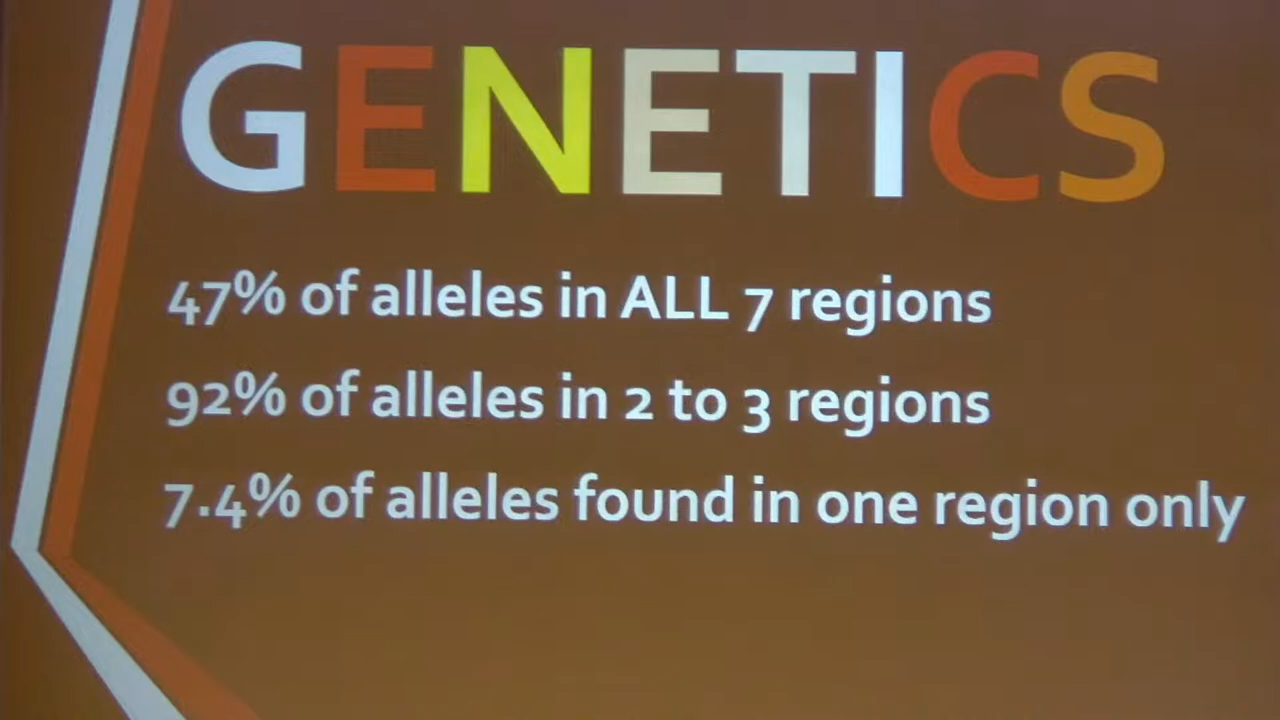 GENETICS
47% of alleles in ALL 7 regions
92% of alleles in 2 to 3 regions
7.4% of alleles found in one region only